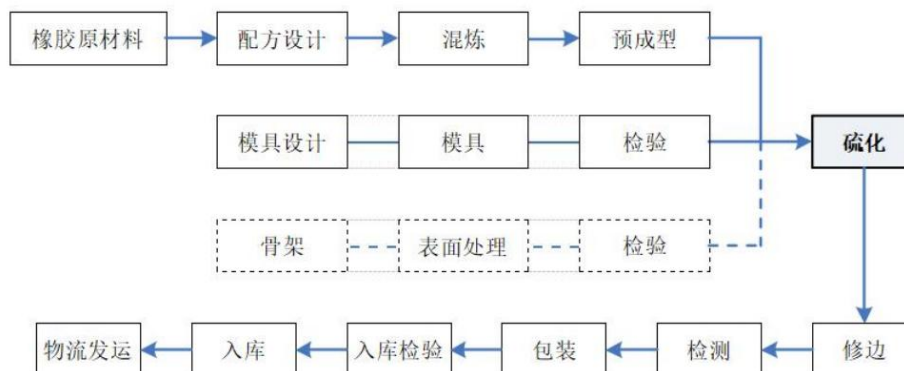 橡胶原材料
配方设计
混炼
预成型
模具设计
模具
检验
硫化
骨架
表面处理
检验
物流发运
入库
入库检验
包装
检测
修边